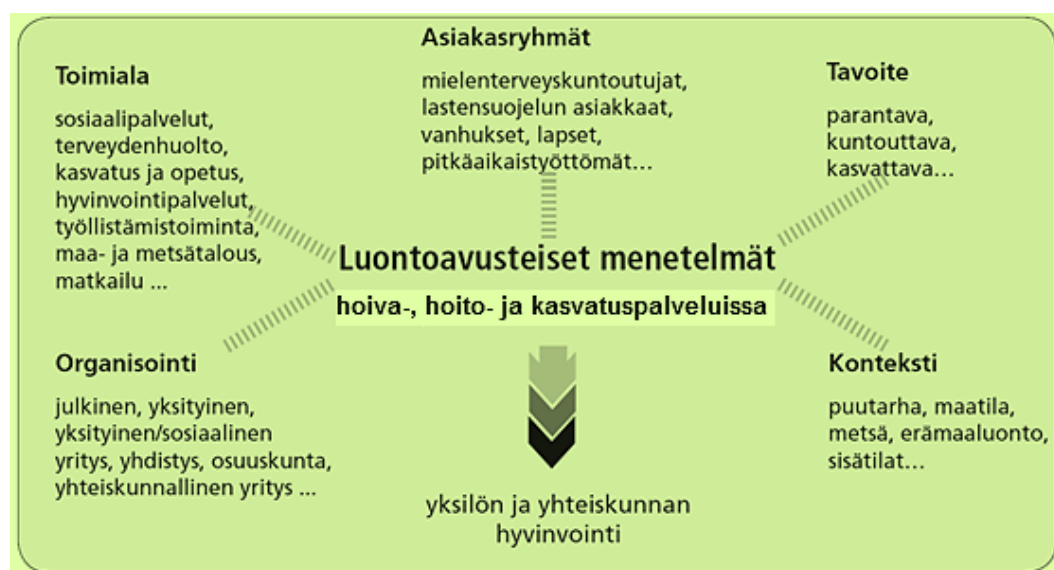 Asiakasryhmät
mielenterveyskuntoutujat,
lastensuojelun asiakkaat,
vanhukset, lapset,
pitkäaikaistyöttömät...
Toimiala
sosiaalipalvelut,
terveydenhuolto,
kasvatus ja opetus,
hyvinvointipalvelut,
työllistämistoiminta,
maa- ja metsätalous,
matkailu ...
Tavoite
parantava,
kuntouttava,
kasvattava...
Luontoavusteiset menetelmät
hoiva-, hoito- ja kasvatuspalveluissa
Organisointi
julkinen, yksityinen,
yksityinen/sosiaalinen
yritys, yhdistys, osuuskunta,
yhteiskunnallinen yritys ...
Konteksti
puutarha, maatila,
metsä, erämaaluonto,
sisätilat...
yksilön ja yhteiskunnan
hyvinvointi